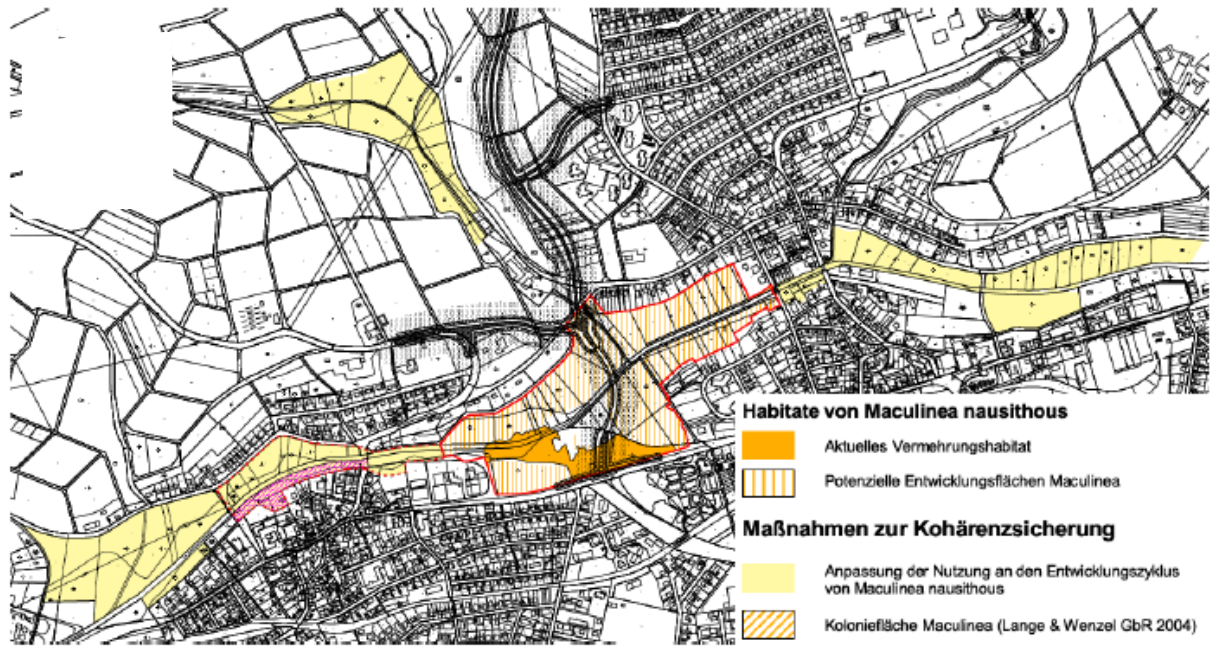 Habitate von Maculinea nausithous
Aktuelles Vermehrungshabitat
Potenzielle Entwicklungsflächen Maculinea
Maßnahmen zur Kohärenzsicherung
Anpassung der Nutzung an den Entwicklungszyklus
von Maculinea nausithous
Koloniefläche Maculinea (Lange & Wenzel GbR 2004)